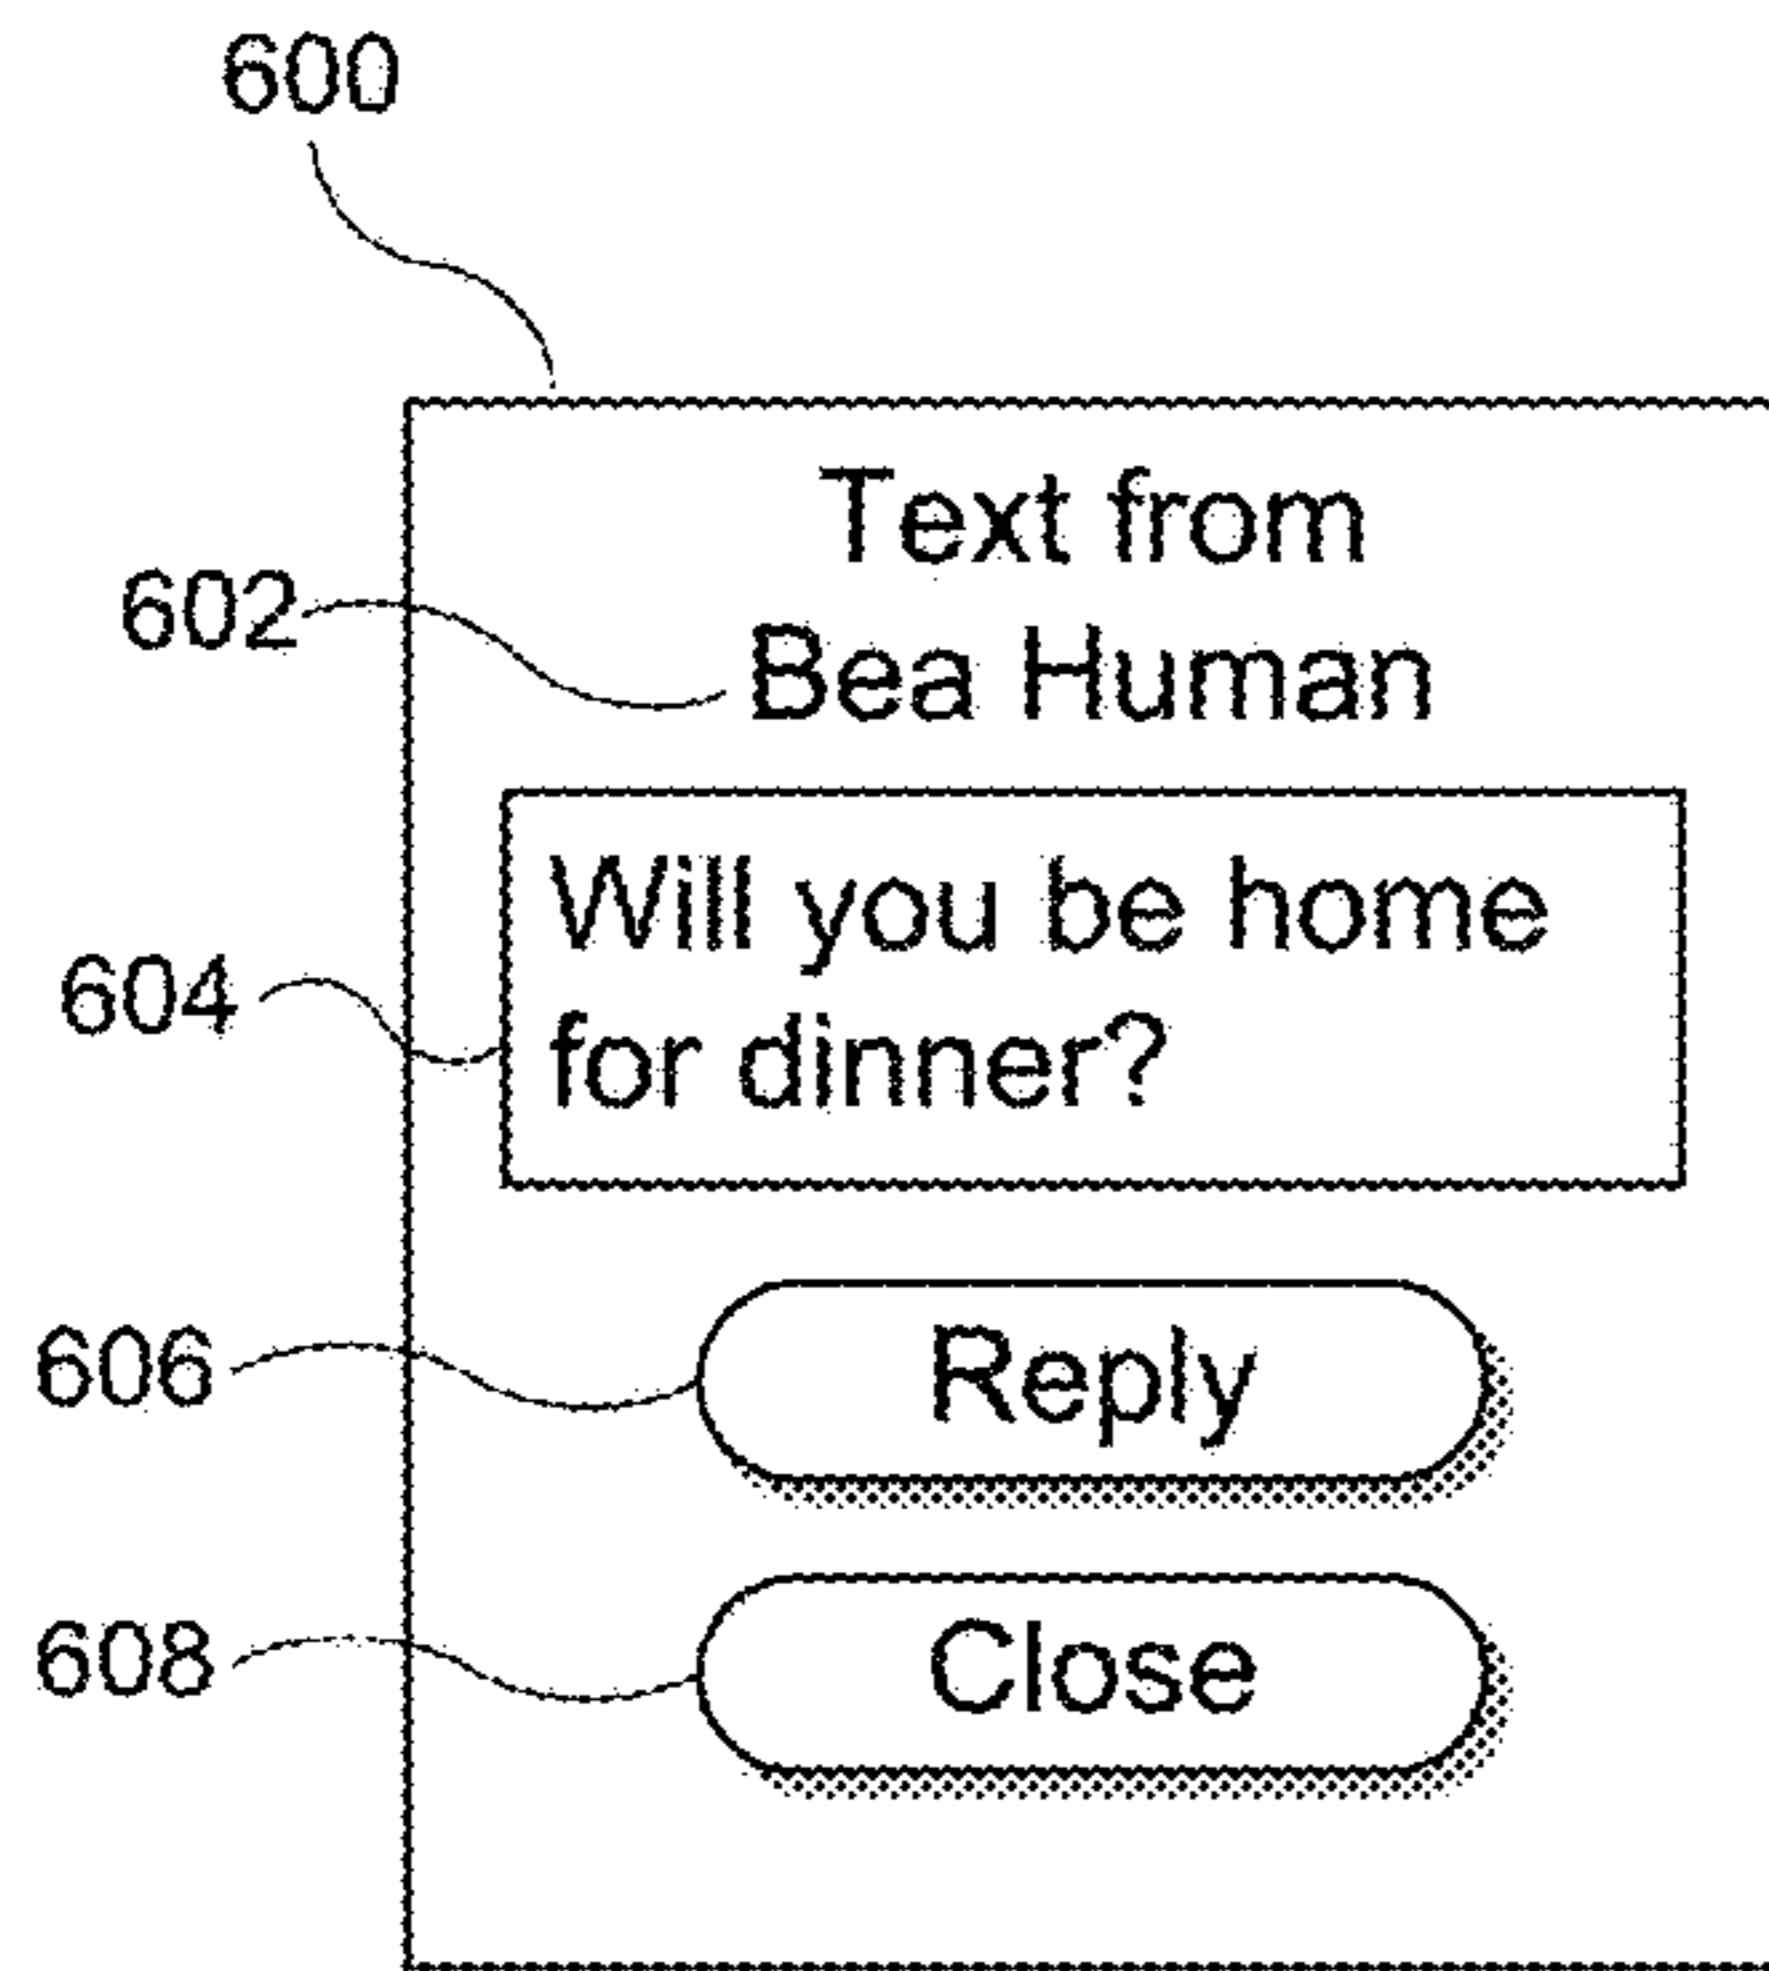 600
Text from
602
Bea Human
Will you be home
604
for dinner?
606
Reply
608
Close